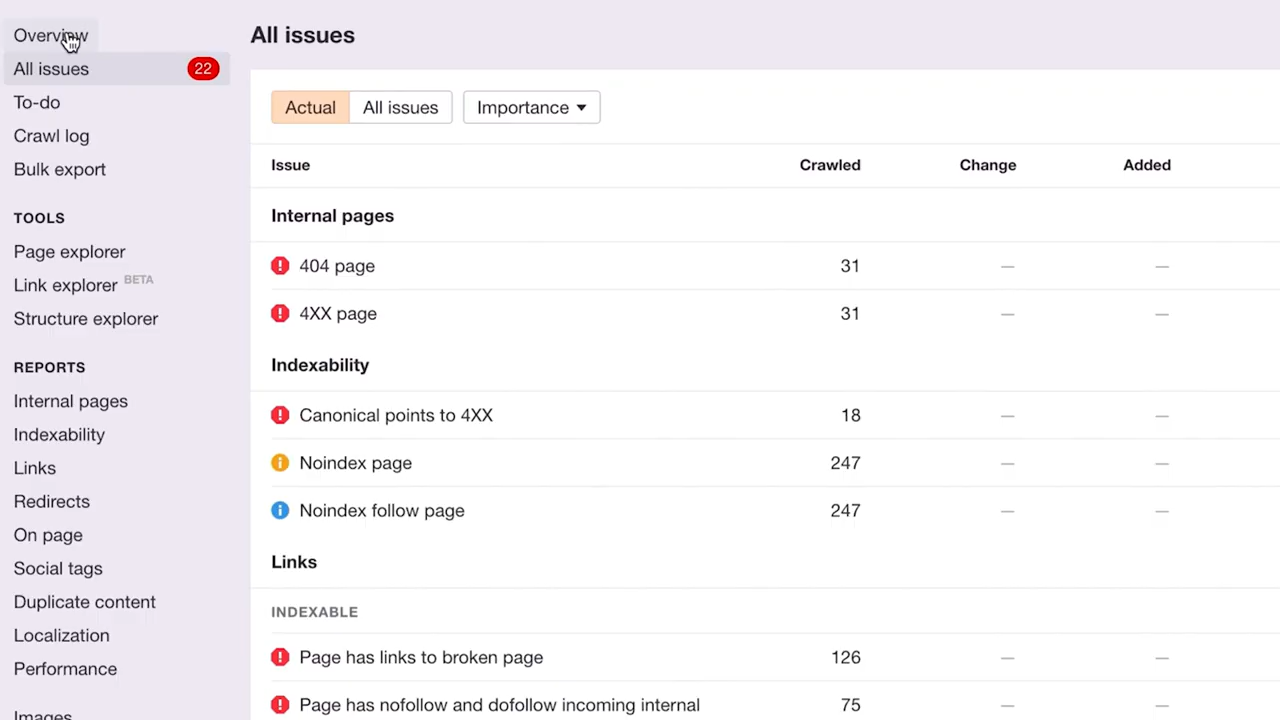 Overview
All issues 22
To-do
Crawl log
Bulk export
TOOLS
Page explorer
Link explorer BETA
Structure explorer
REPORTS
Internal pages
Indexability
Links
Redirects
On page
Social tags
Duplicate content
Localization
Performance
Images
All issues
Actual All issues Importance
Issue Crawled Change Added
Internal pages
404 page 31 — —
4XX page 31 — —
Indexability
Canonical points to 4XX 18 — —
Noindex page 247 — —
Noindex follow page 247 — —
Links
INDEXABLE
Page has links to broken page 126 — —
Page has nofollow and dofollow incoming internal 75 — —